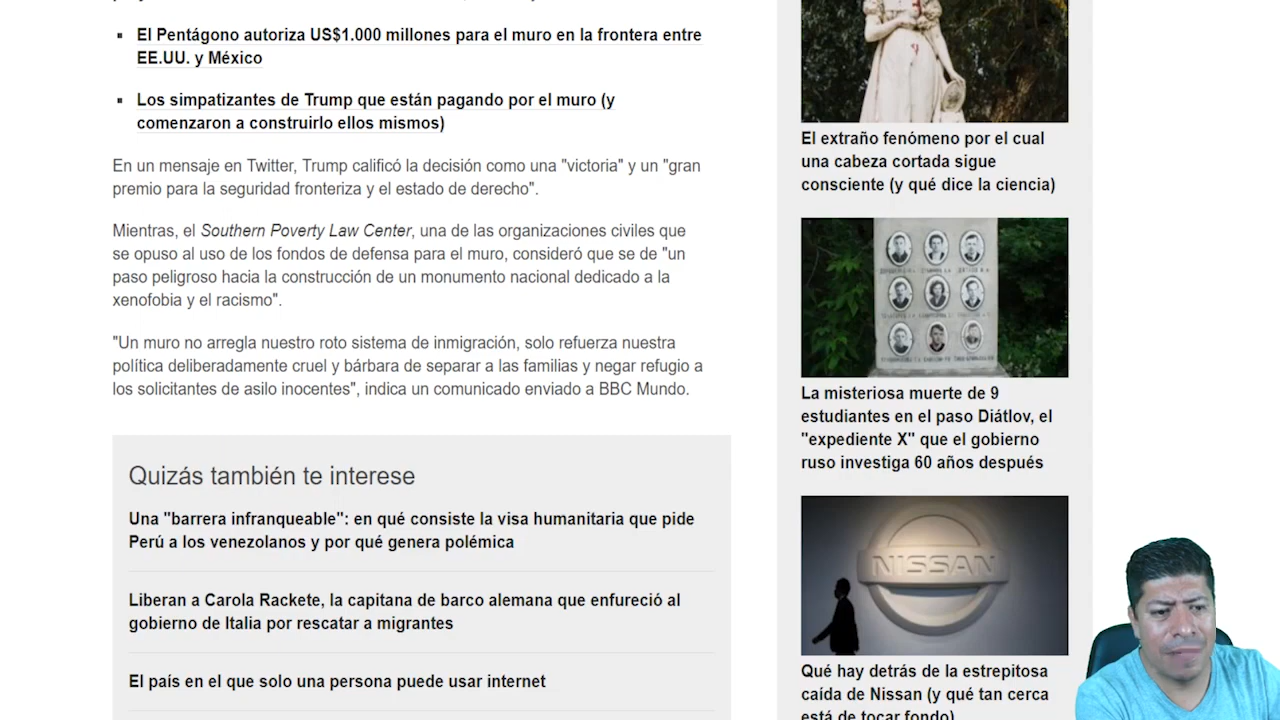 El Pentágono autoriza US$1.000 millones para el muro en la frontera entre
EE.UU. y México
Los simpatizantes de Trump que están pagando por el muro (y
comenzaron a construirlo ellos mismos)
En un mensaje en Twitter, Trump calificó la decisión como una "victoria" y un "gran
premio para la seguridad fronteriza y el estado de derecho".
Mientras, el Southern Poverty Law Center, una de las organizaciones civiles que
se opuso al uso de los fondos de defensa para el muro, consideró que se de "un
paso peligroso hacia la construcción de un monumento nacional dedicado a la
xenofobia y el racismo".
"Un muro no arregla nuestro roto sistema de inmigración, solo refuerza nuestra
política deliberadamente cruel y bárbara de separar a las familias y negar refugio a
los solicitantes de asilo inocentes", indica un comunicado enviado a BBC Mundo.
Quizás también te interese
Una "barrera infranqueable": en qué consiste la visa humanitaria que pide
Perú a los venezolanos y por qué genera polémica
Liberan a Carola Rackete, la capitana de barco alemana que enfureció al
gobierno de Italia por rescatar a migrantes
El país en el que solo una persona puede usar internet
El extraño fenómeno por el cual
una cabeza cortada sigue
consciente (y qué dice la ciencia)
La misteriosa muerte de 9
estudiantes en el paso Diátlov, el
"expediente X" que el gobierno
ruso investiga 60 años después
NISSAN
Qué hay detrás de la estrepitosa
caída de Nissan (y qué tan cerca
está de tocar fondo)